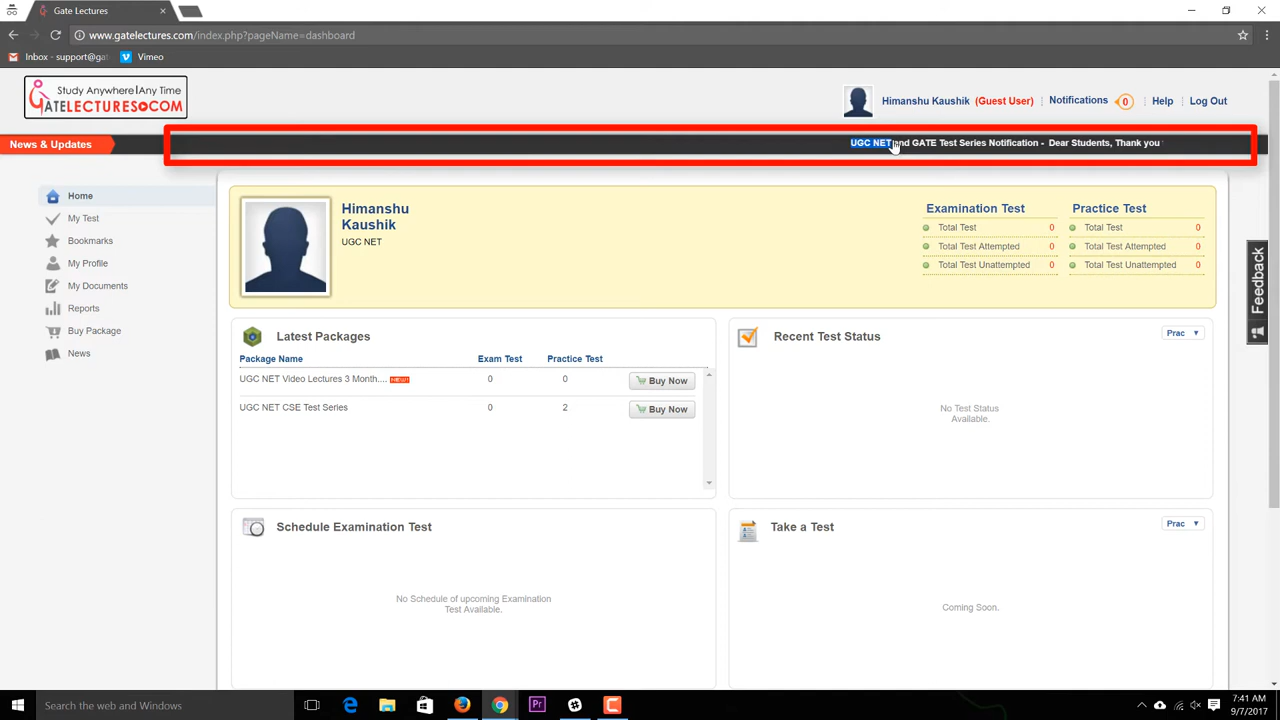 Gate Lectures
www.gatelectures.com/index.php?pageName=dashboard
Inbox - support@gat
Vimeo
Study Anywhere|Any Time
GATELECTURES.COM
Himanshu Kaushik (Guest User)
Notifications 0
Help
Log Out
News & Updates
UGC NET and GATE Test Series Notification - Dear Students, Thank you
Home
My Test
Bookmarks
My Profile
My Documents
Reports
Buy Package
News
Himanshu
Kaushik
UGC NET
Examination Test
Total Test 0
Total Test Attempted 0
Total Test Unattempted 0
Practice Test
Total Test 0
Total Test Attempted 0
Total Test Unattempted 0
Feedback
Latest Packages
Package Name Exam Test Practice Test
UGC NET Video Lectures 3 Month.... NEW! 0 0 Buy Now
UGC NET CSE Test Series 0 2 Buy Now
Recent Test Status
Prac
No Test Status
Available.
Schedule Examination Test
No Schedule of upcoming Examination
Test Available.
Take a Test
Prac
Coming Soon.
Search the web and Windows
Pr
7:41 AM
9/7/2017